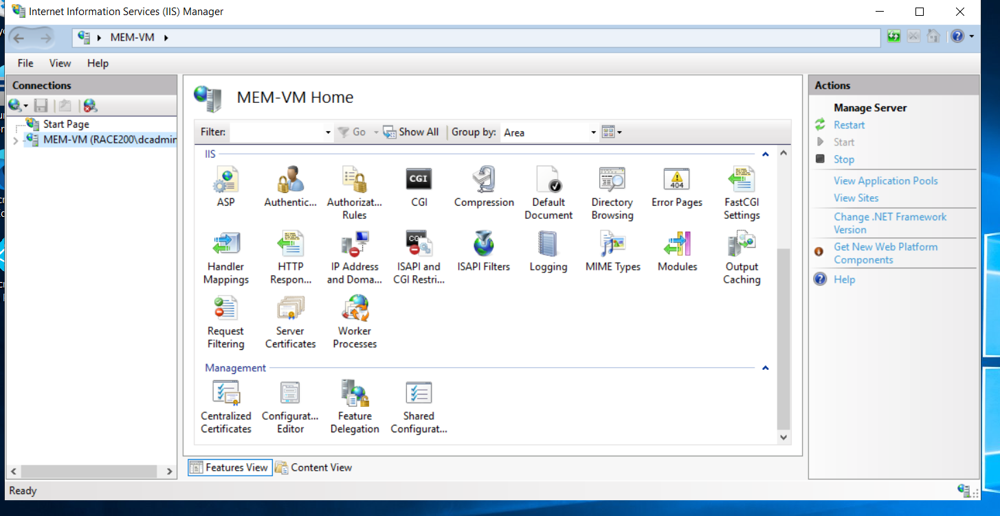 Internet Information Services (IIS) Manager
MEM-VM
File View Help
Connections
Start Page
MEM-VM (RACE200\dcadmin
MEM-VM Home
Filter: Go Show All Group by: Area
IIS
ASP
Authentic...
Authorizat...
Rules
CGI
CGI
Compression
Default
Document
Directory
Browsing
404
Error Pages
FastCGI
Settings
Handler
Mappings
HTTP
Respon...
IP Address
and Doma...
ISAPI and
CGI Restri...
ISAPI Filters
Logging
MIME Types
Modules
Output
Caching
Request
Filtering
Server
Certificates
Worker
Processes
Management
Centralized
Certificates
Configurat...
Editor
Feature
Delegation
Shared
Configurat...
Features View Content View
Actions
Manage Server
Restart
Start
Stop
View Application Pools
View Sites
Change .NET Framework
Version
Get New Web Platform
Components
Help
Ready